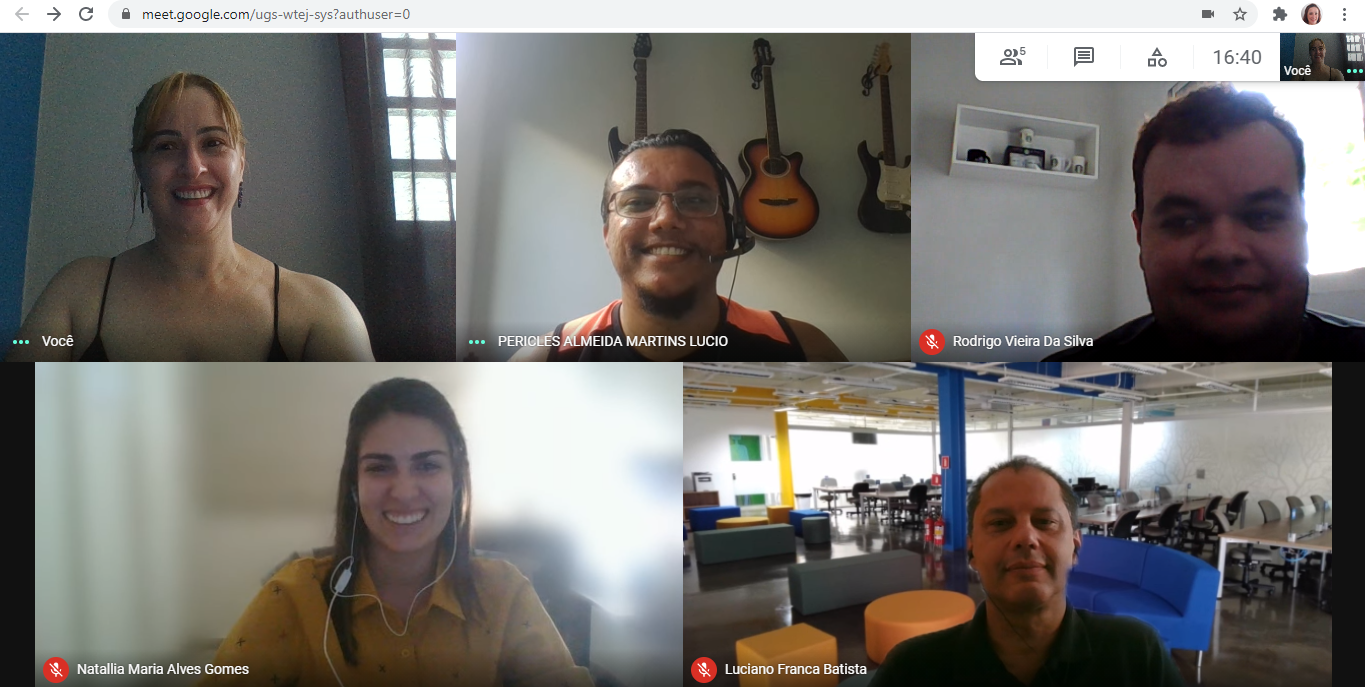 meet.google.com/ugs-wtej-sys?authuser=0
5
16:40
Você
Você
PERICLES ALMEIDA MARTINS LUCIO
Rodrigo Vieira Da Silva
Natallia Maria Alves Gomes
Luciano Franca Batista